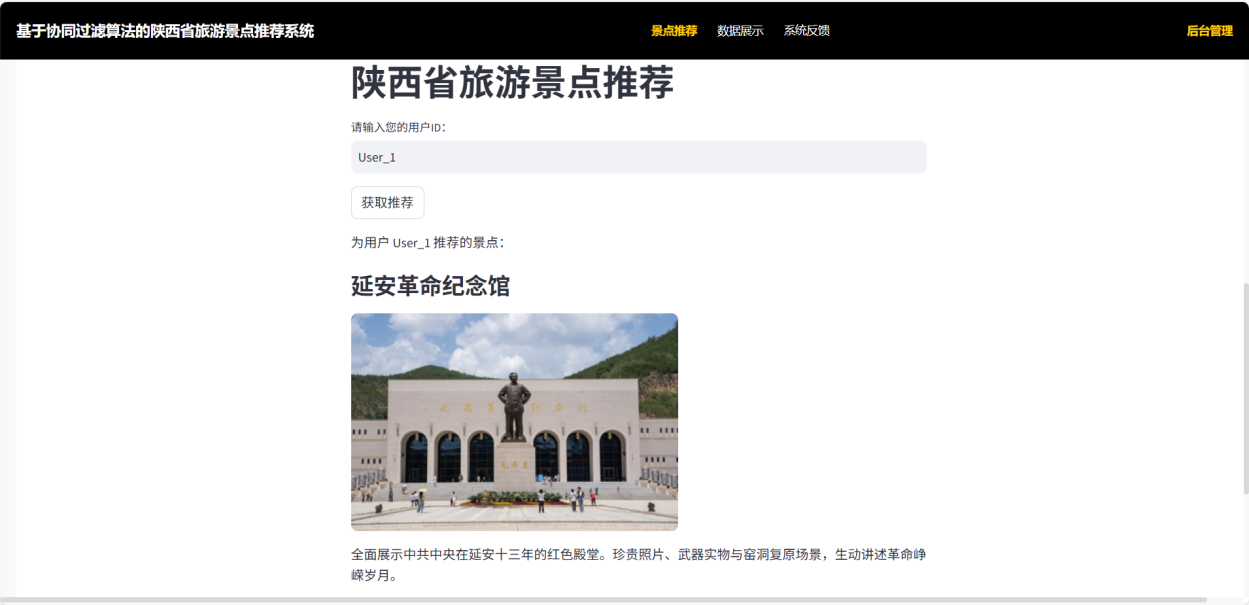 基于协同过滤算法的陕西省旅游景点推荐系统
景点推荐 数据展示 系统反馈
后台管理
陕西省旅游景点推荐
请输入您的用户ID：
User_1
获取推荐
为用户 User_1 推荐的景点：
延安革命纪念馆
毛泽东
全面展示中共中央在延安十三年的红色殿堂。珍贵照片、武器实物与窑洞复原场景，生动讲述革命峥
嵘岁月。